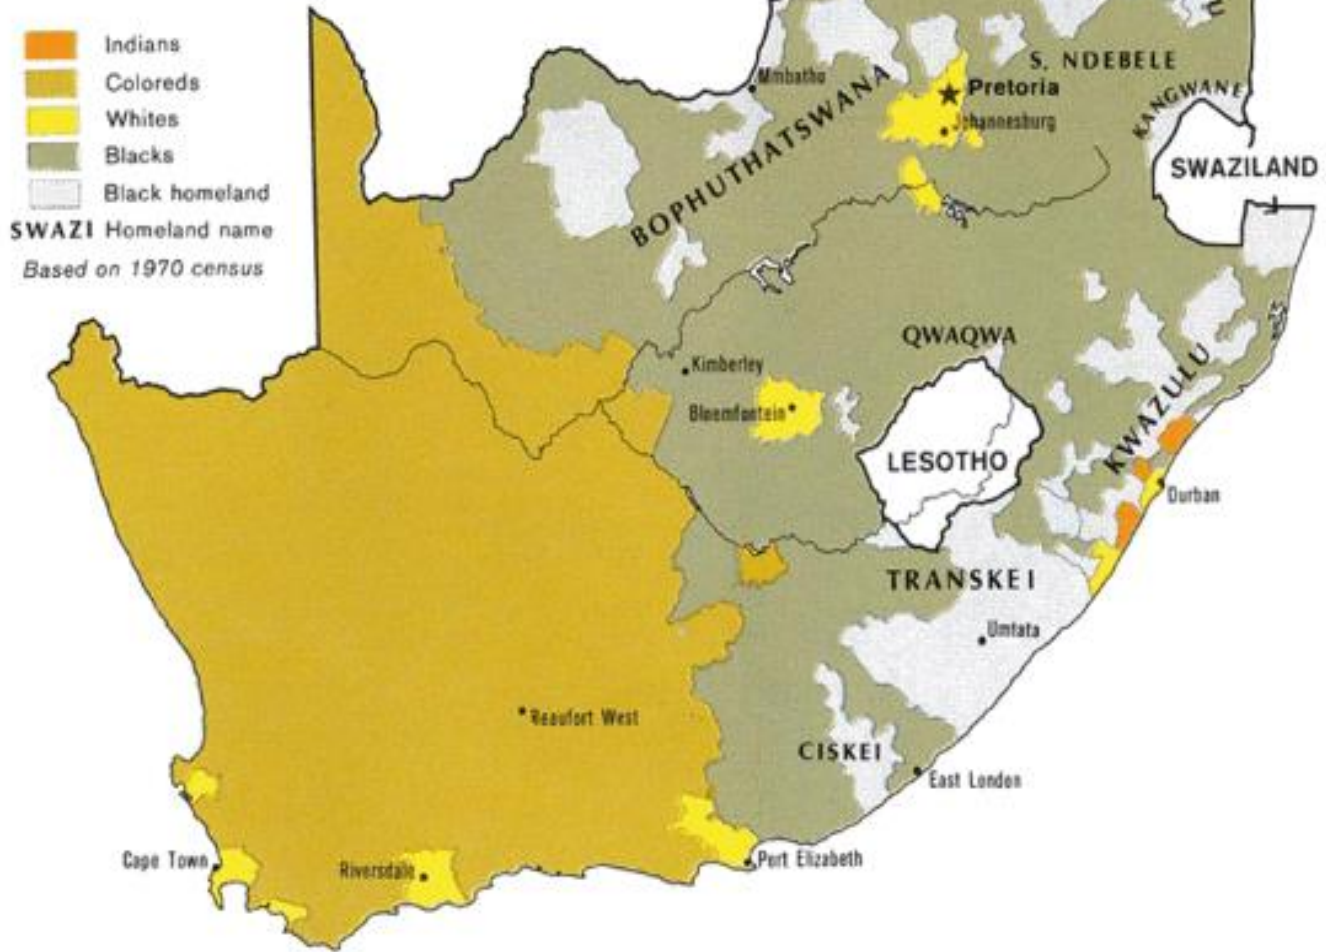 Indians
Coloreds
Whites
Blacks
Black homeland
SWAZI Homeland name
Based on 1970 census
S. NDEBELE
Mmbatho
Pretoria
KANGWANE
Johannesburg
BOPHUTHATSWANA
SWAZILAND
QWAQWA
Kimberley
Bloemfontein
KWAZULU
LESOTHO
Durban
TRANSKEI
Umtata
Beaufort West
CISKEI
East London
Cape Town
Riversdale
Port Elizabeth